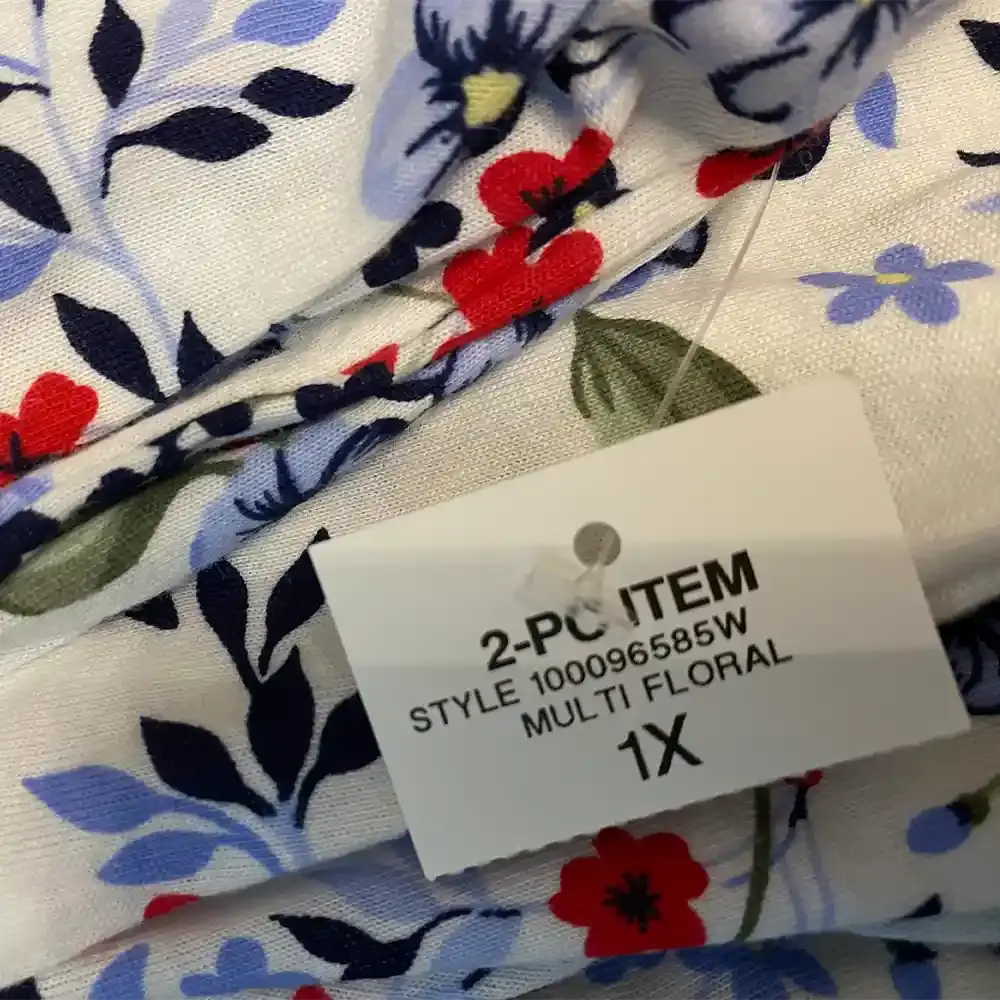 2-PC ITEM
STYLE 100096585W
MULTI FLORAL
1X